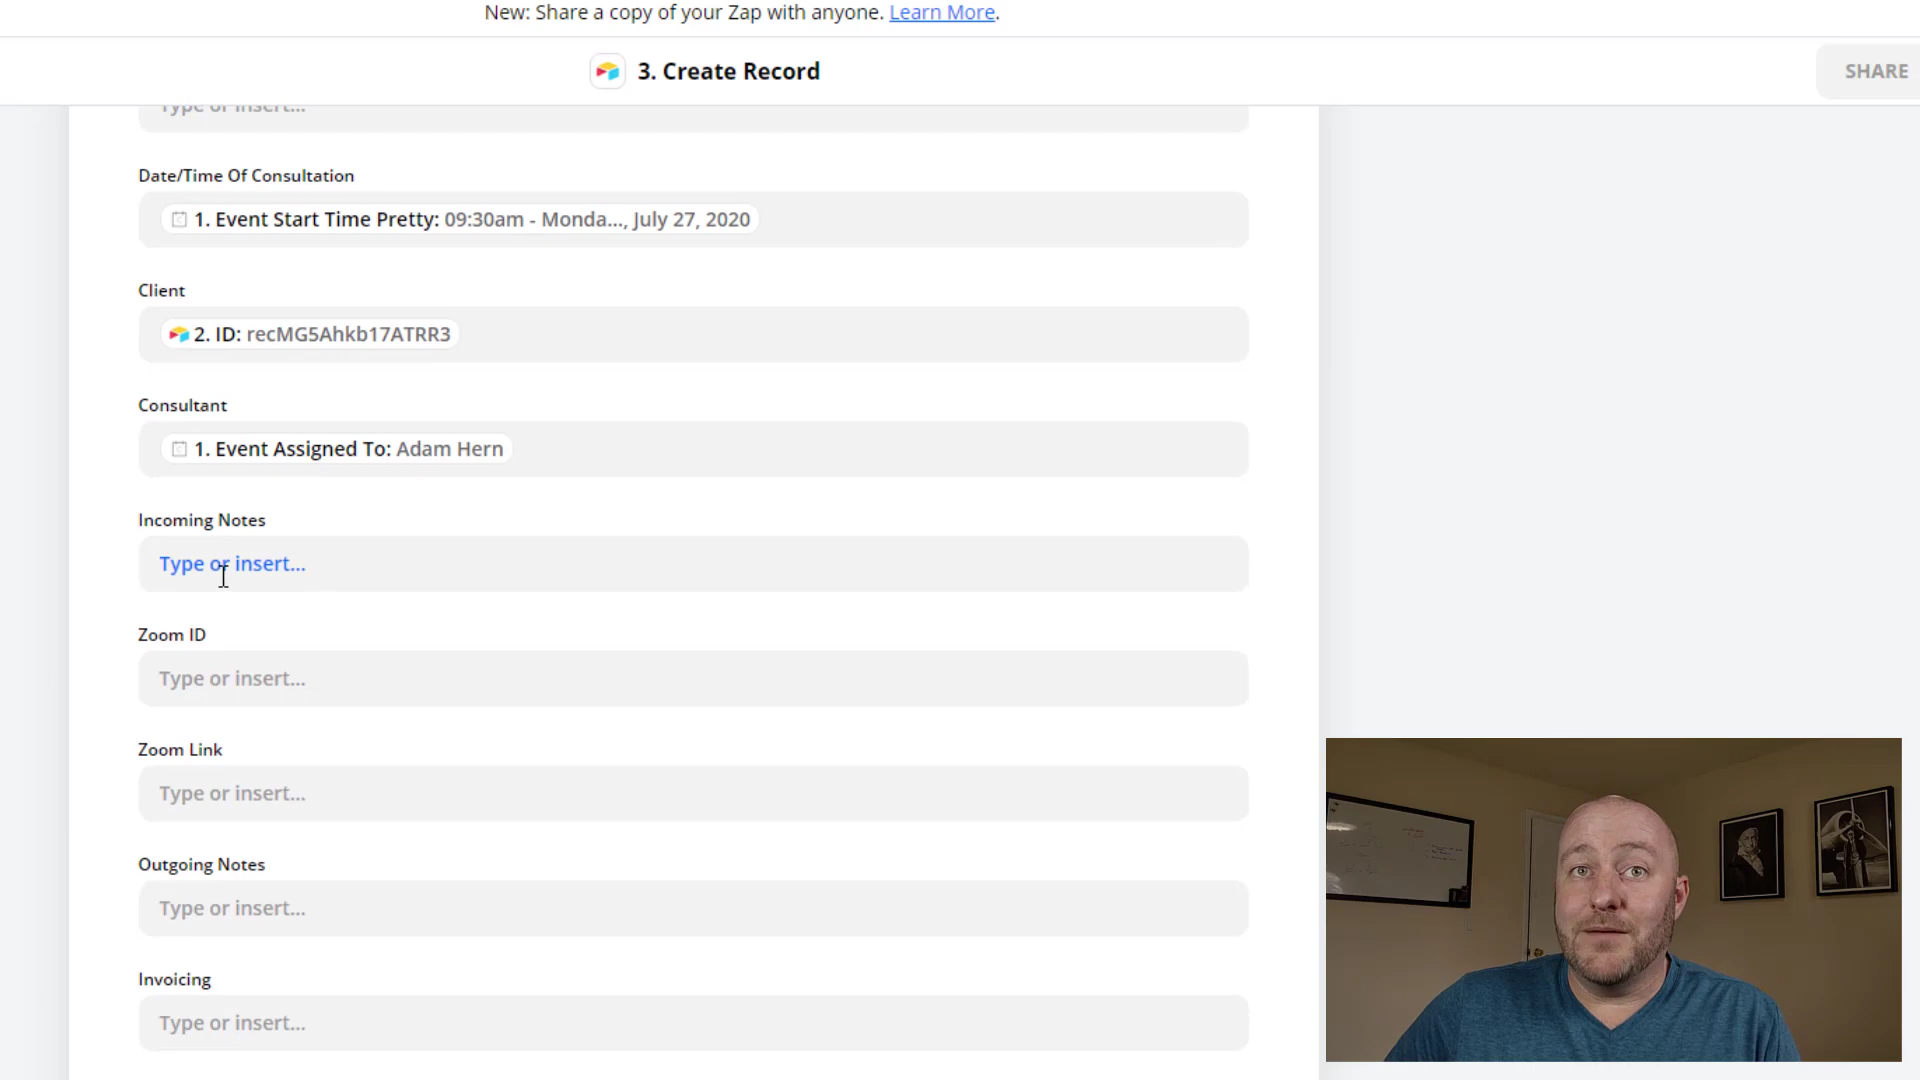 New: Share a copy of your Zap with anyone. Learn More.
3. Create Record
SHARE
Type or insert...
Date/Time Of Consultation
1. Event Start Time Pretty: 09:30am - Monda..., July 27, 2020
Client
2. ID: recMG5Ahkb17ATRR3
Consultant
1. Event Assigned To: Adam Hern
Incoming Notes
Type or insert...
Zoom ID
Type or insert...
Zoom Link
Type or insert...
Outgoing Notes
Type or insert...
Invoicing
Type or insert...